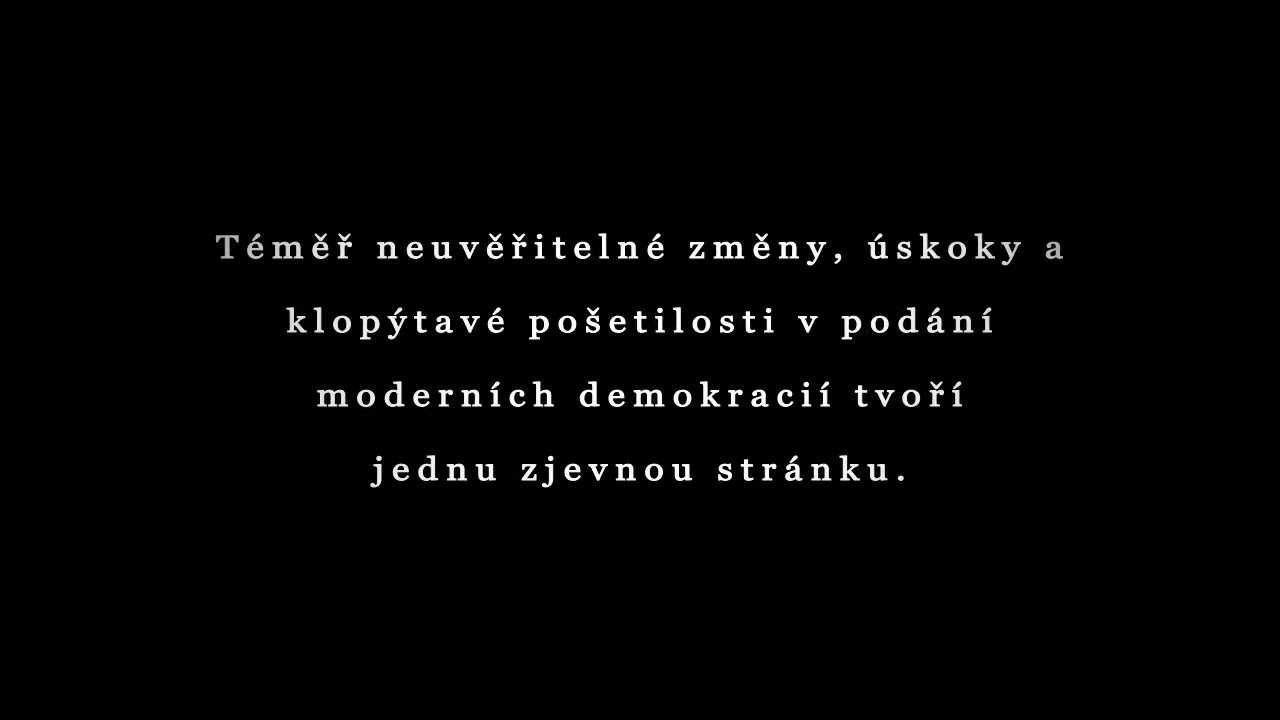 Téměř neuvěřitelné změny, úskoky a
klopýtavé pošetilosti v podání
moderních demokracií tvoří
jednu zjevnou stránku.